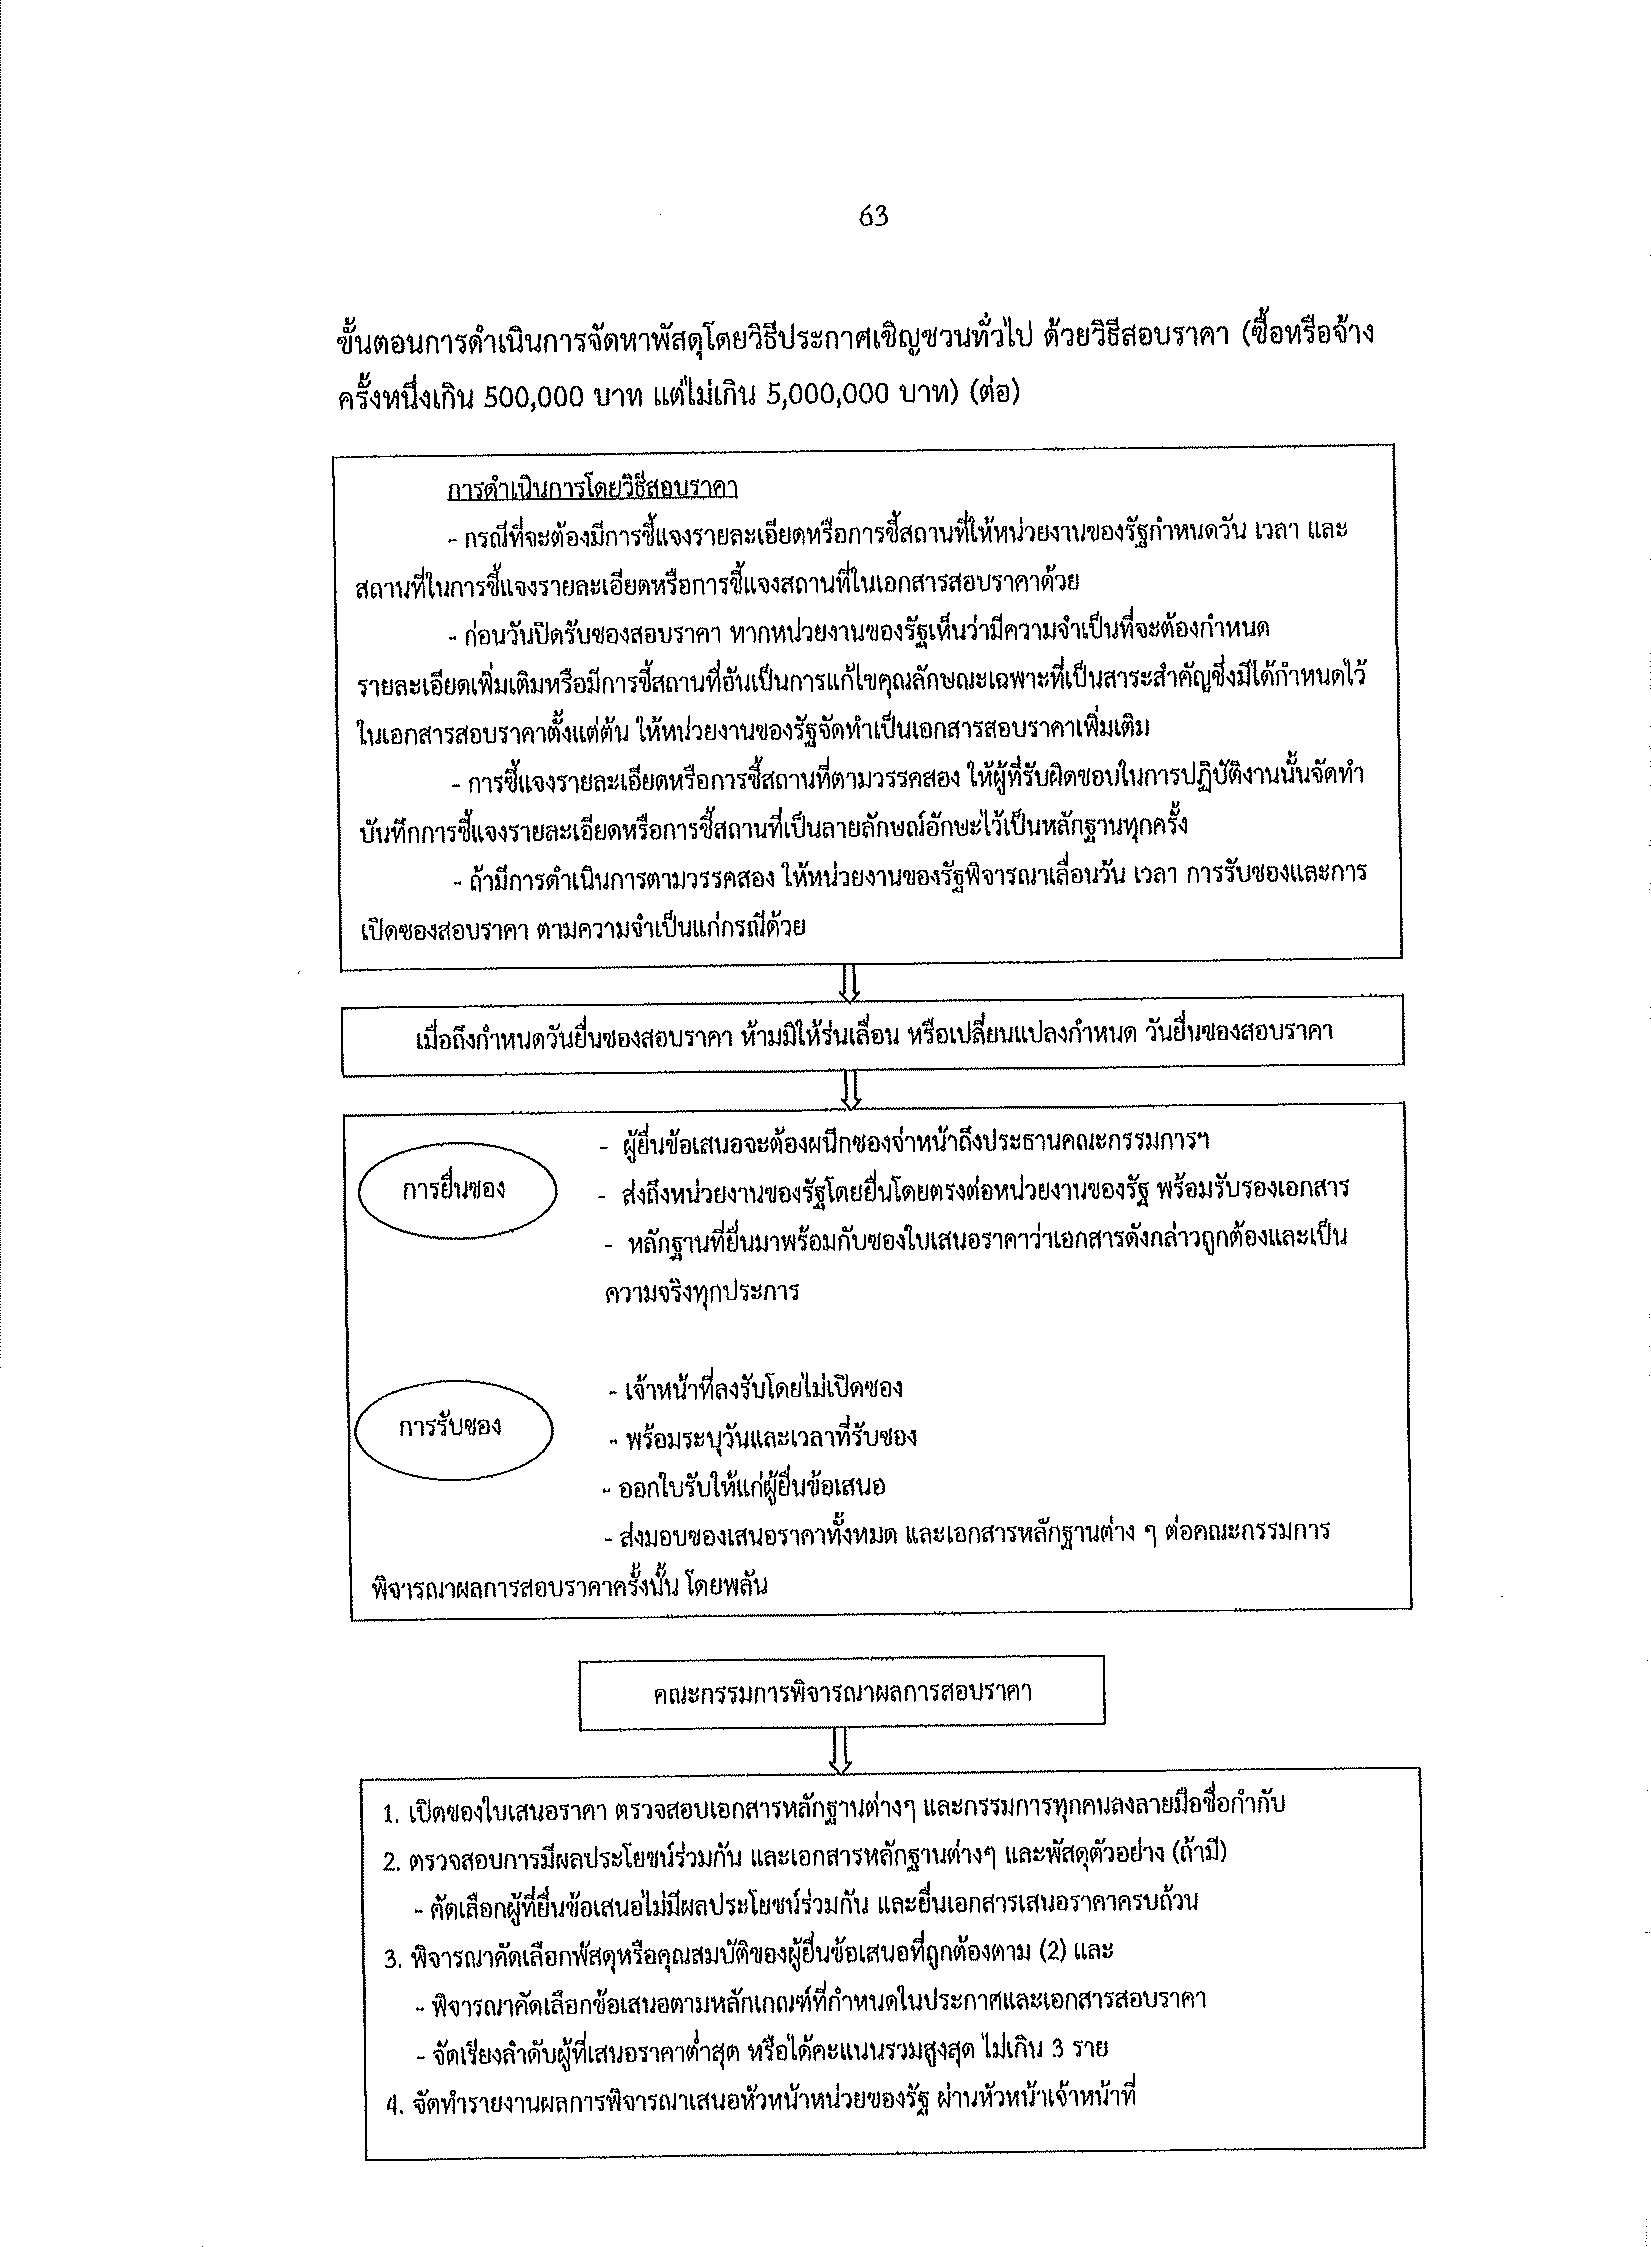 63
ขั้นตอนการดำเนินการจัดหาพัสดุโดยวิธีประกาศเชิญชวนทั่วไป ด้วยวิธีสอบราคา (ซื้อหรือจ้าง
ครั้งหนึ่งเกิน 500,000 บาท แต่ไม่เกิน 5,000,000 บาท) (ต่อ)
การดำเนินการโดยวิธีสอบราคา
- กรณีที่จะต้องมีการชี้แจงรายละเอียดหรือการชี้สถานที่ให้หน่วยงานของรัฐกำหนดวัน เวลา และ
สถานที่ในการชี้แจงรายละเอียดหรือการชี้แจงสถานที่ในเอกสารสอบราคาด้วย
- ก่อนวันปิดรับซองสอบราคา หากหน่วยงานของรัฐเห็นว่ามีความจำเป็นที่จะต้องกำหนด
รายละเอียดเพิ่มเติมหรือมีการชี้สถานที่อันเป็นการแก้ไขคุณลักษณะเฉพาะที่เป็นสาระสำคัญซึ่งมิได้กำหนดไว้
ในเอกสารสอบราคาตั้งแต่ต้น ให้หน่วยงานของรัฐจัดทำเป็นเอกสารสอบราคาเพิ่มเติม
- การชี้แจงรายละเอียดหรือการชี้สถานที่ตามวรรคสอง ให้ผู้ที่รับผิดชอบในการปฏิบัติงานนั้นจัดทำ
บันทึกการชี้แจงรายละเอียดหรือการชี้สถานที่เป็นลายลักษณ์อักษะไว้เป็นหลักฐานทุกครั้ง
- ถ้ามีการดำเนินการตามวรรคสอง ให้หน่วยงานของรัฐพิจารณาเลื่อนวัน เวลา การรับซองและการ
เปิดซองสอบราคา ตามความจำเป็นแก่กรณีด้วย
เมื่อถึงกำหนดวันยื่นซองสอบราคา ห้ามมิให้ร่นเลื่อน หรือเปลี่ยนแปลงกำหนด วันยื่นซองสอบราคา
- ผู้ยื่นข้อเสนอจะต้องผนึกซองจ่าหน้าถึงประธานคณะกรรมการฯ
การยื่นซอง
- ส่งถึงหน่วยงานของรัฐโดยยื่นโดยตรงต่อหน่วยงานของรัฐ พร้อมรับรองเอกสาร
- หลักฐานที่ยื่นมาพร้อมกับซองใบเสนอราคาว่าเอกสารดังกล่าวถูกต้องและเป็น
ความจริงทุกประการ
- เจ้าหน้าที่ลงรับโดยไม่เปิดซอง
การรับซอง
- พร้อมระบุวันและเวลาที่รับซอง
- ออกใบรับให้แก่ผู้ยื่นข้อเสนอ
- ส่งมอบซองเสนอราคาทั้งหมด และเอกสารหลักฐานต่าง ๆ ต่อคณะกรรมการ
พิจารณาผลการสอบราคาครั้งนั้น โดยพลัน
คณะกรรมการพิจารณาผลการสอบราคา
1. เปิดซองใบเสนอราคา ตรวจสอบเอกสารหลักฐานต่างๆ และกรรมการทุกคนลงลายมือชื่อกำกับ
2. ตรวจสอบการมีผลประโยชน์ร่วมกัน และเอกสารหลักฐานต่างๆ และพัสดุตัวอย่าง (ถ้ามี)
- คัดเลือกผู้ที่ยื่นข้อเสนอไม่มีผลประโยชน์ร่วมกัน และยื่นเอกสารเสนอราคาครบถ้วน
3. พิจารณาคัดเลือกพัสดุหรือคุณสมบัติของผู้ยื่นข้อเสนอที่ถูกต้องตาม (2) และ
- พิจารณาคัดเลือกข้อเสนอตามหลักเกณฑ์ที่กำหนดในประกาศและเอกสารสอบราคา
- จัดเรียงลำดับผู้ที่เสนอราคาต่ำสุด หรือได้คะแนนรวมสูงสุด ไม่เกิน 3 ราย
4. จัดทำรายงานผลการพิจารณาเสนอหัวหน้าหน่วยของรัฐ ผ่านหัวหน้าเจ้าหน้าที่